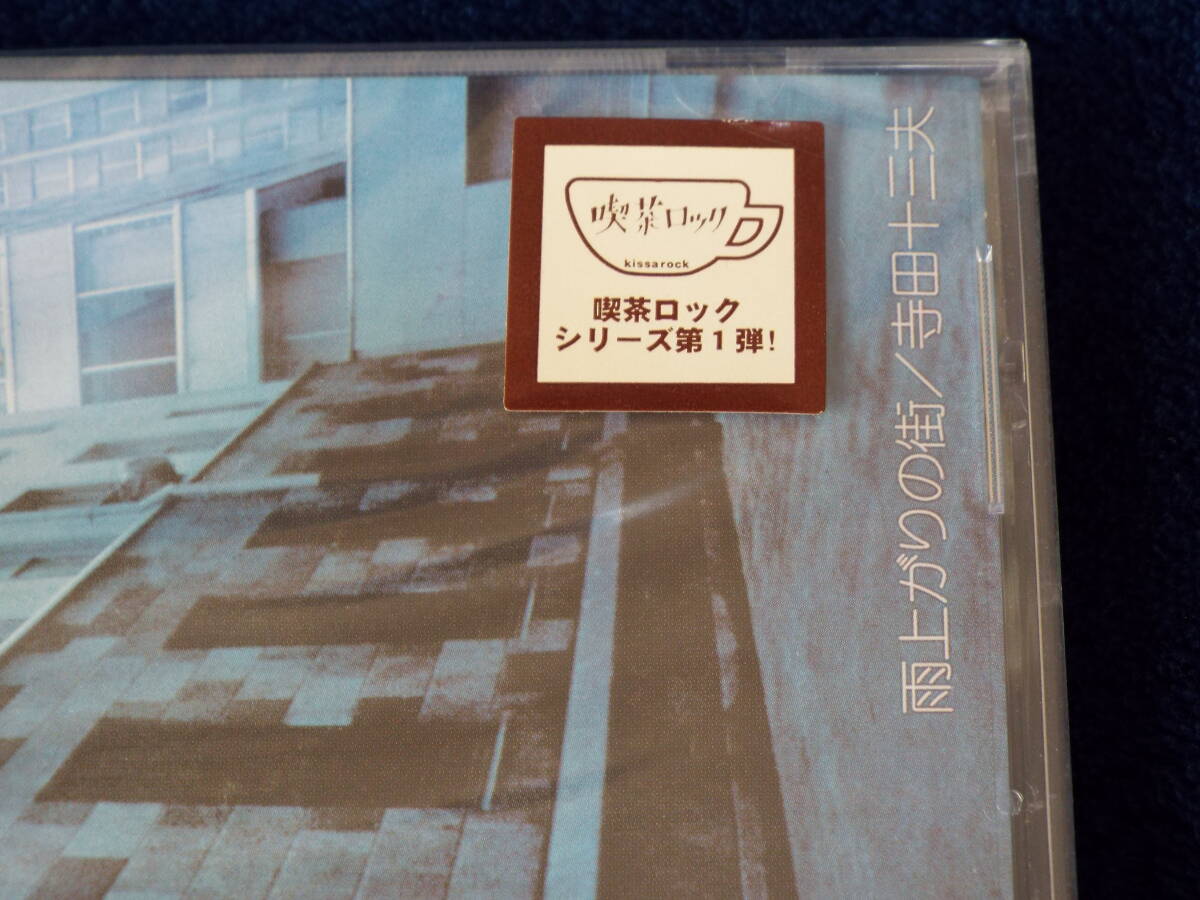 喫茶ロック
kissarock
喫茶ロック
シリーズ第1弾!
雨上がりの街/寺田十三夫